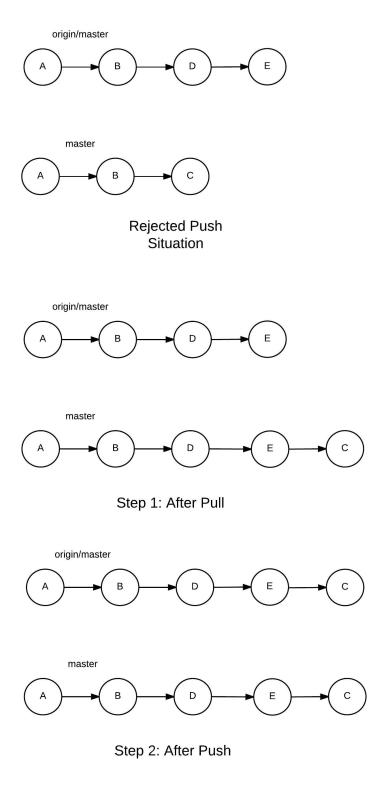 origin/master
A B D E
master
A B C
Rejected Push
Situation
origin/master
A B D E
master
A B D E C
Step 1: After Pull
origin/master
A B D E C
master
A B D E C
Step 2: After Push